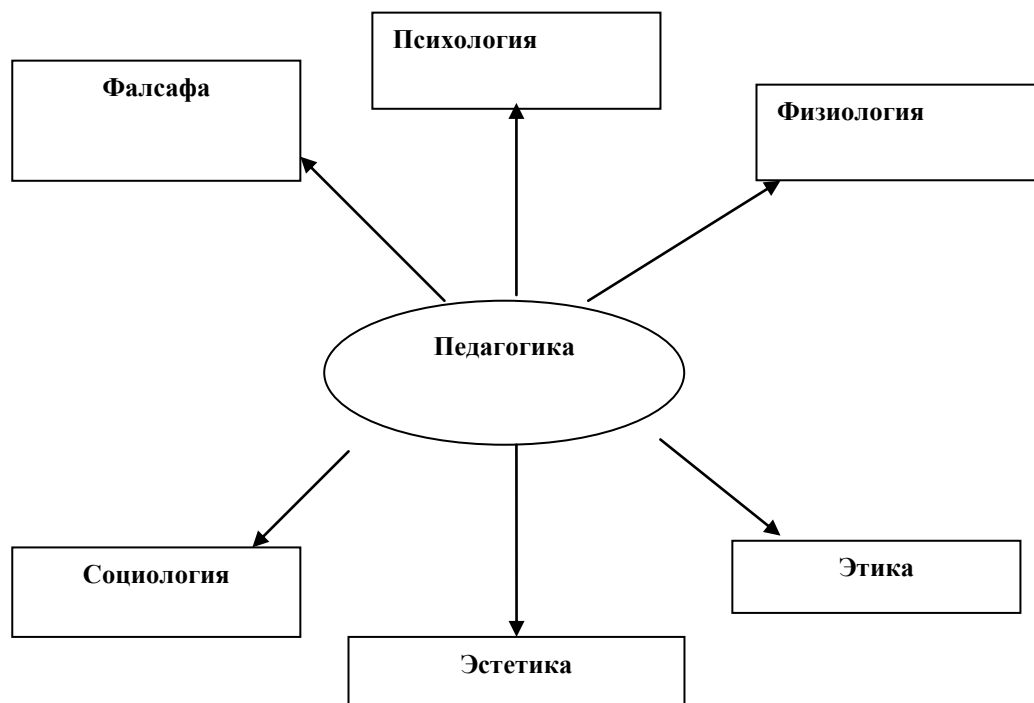 Психология
Фалсафа
Физиология
Педагогика
Социология
Этика
Эстетика